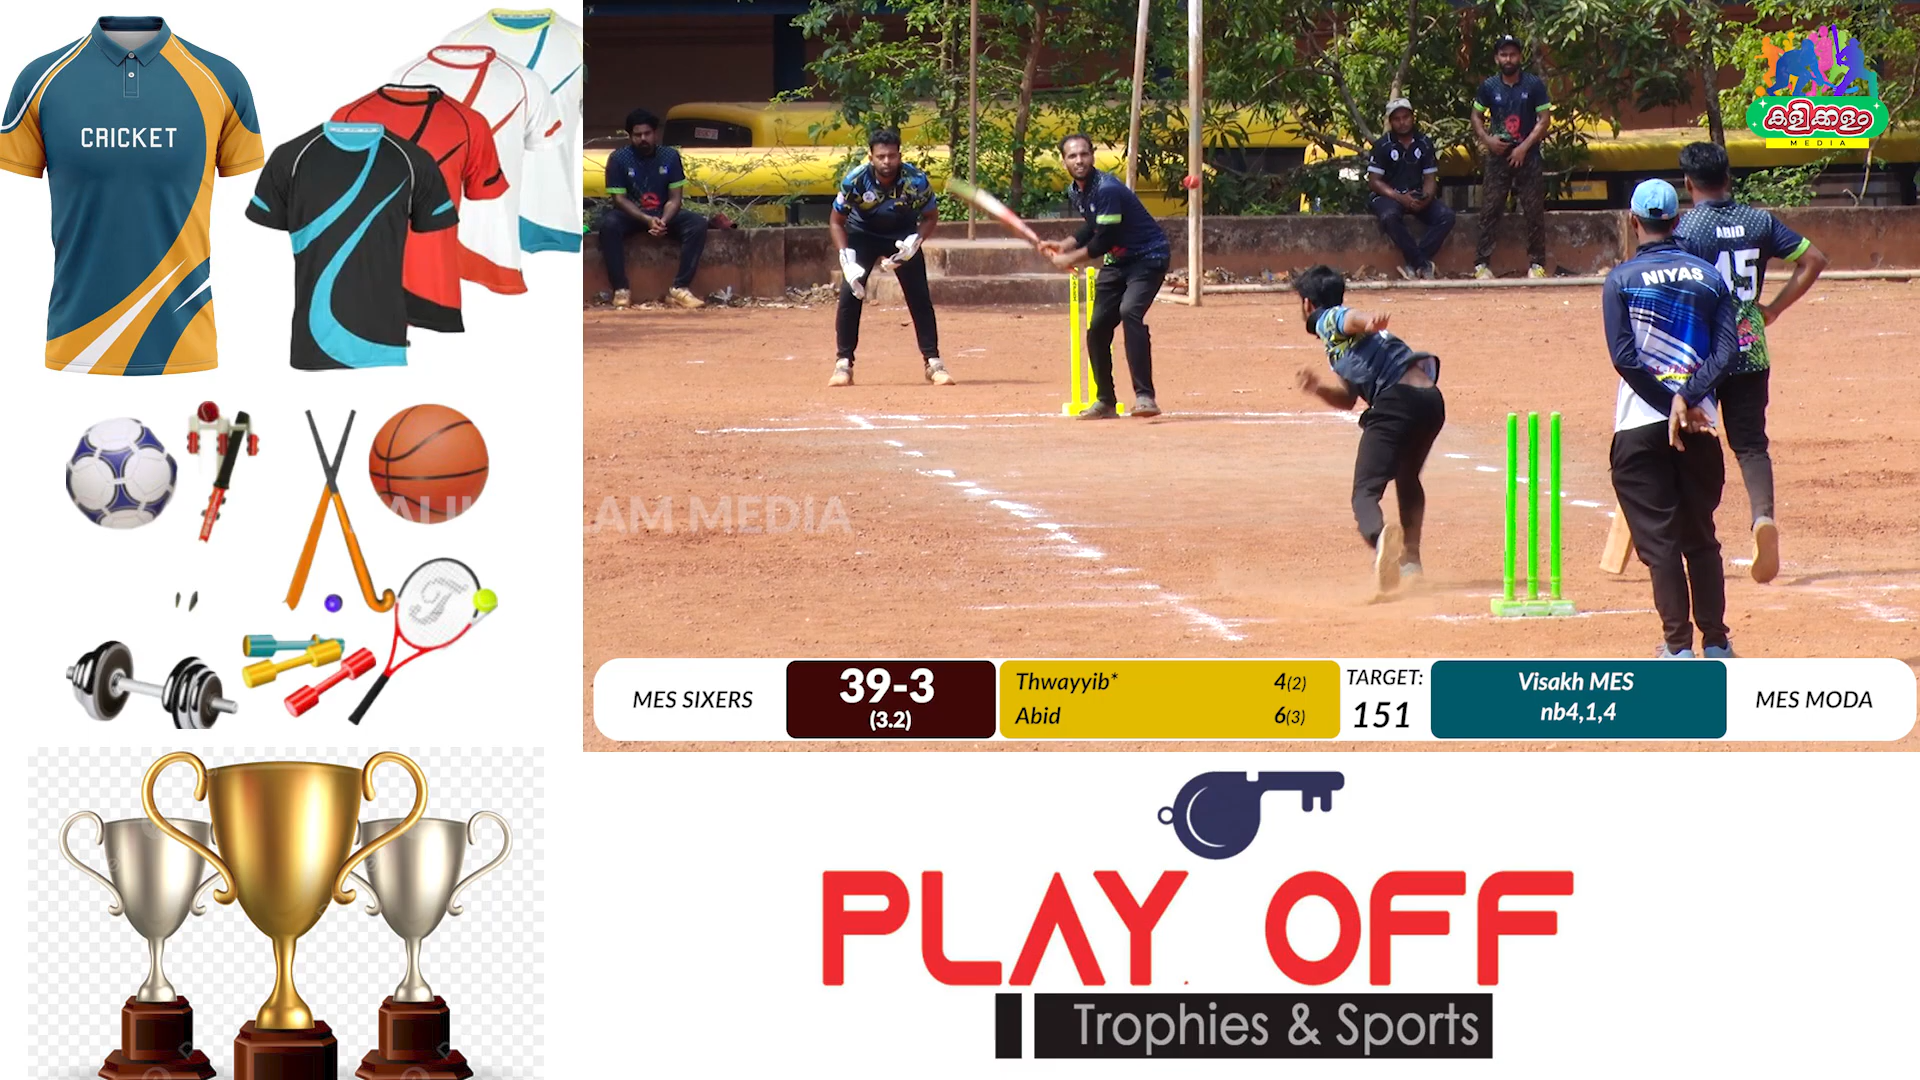 CRICKET
കളിക്കളം
MEDIA
ABID
45
NIYAS
AM MEDIA
MES SIXERS
39-3
(3.2)
Thwayyib* 4(2)
Abid 6(3)
TARGET:
151
Visakh MES
nb4,1,4
MES MODA
PLAY OFF
Trophies & Sports